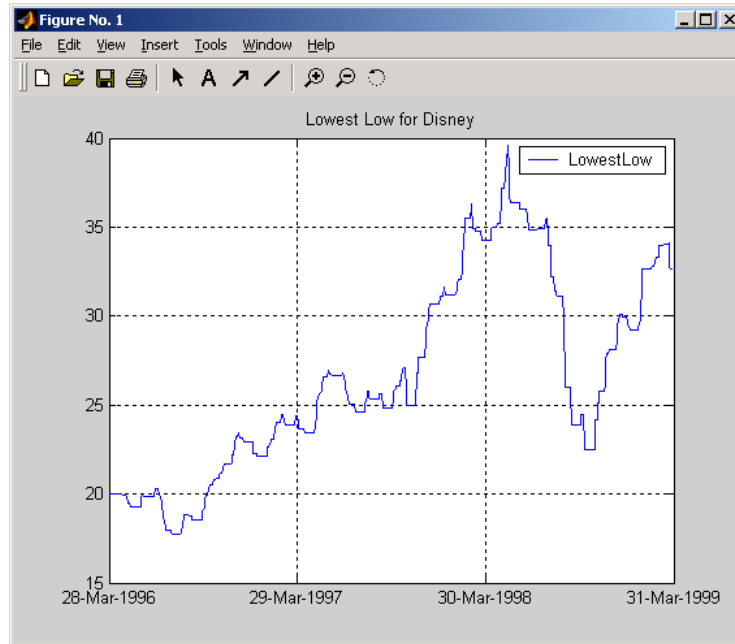 Figure No. 1
File Edit View Insert Tools Window Help
A
Lowest Low for Disney
LowestLow
40
35
30
25
20
15
28-Mar-1996 29-Mar-1997 30-Mar-1998 31-Mar-1999